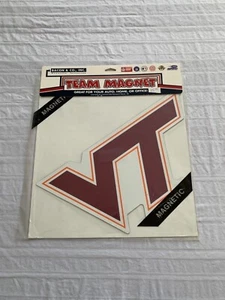 TEAM MAGNET
GREAT FOR YOUR AUTO, HOME, OR OFFICE
MAGNETIC
VT
MAGNETIC